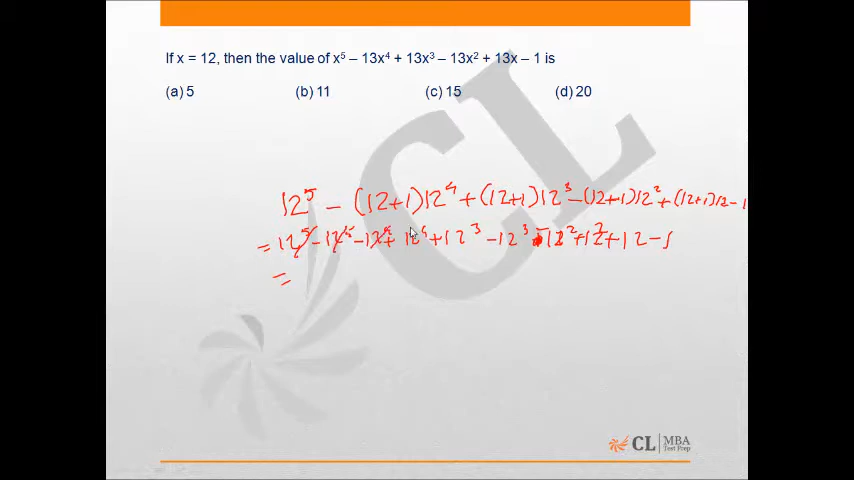 If x = 12, then the value of x⁵ – 13x⁴ + 13x³ – 13x² + 13x – 1 is
(a) 5 (b) 11 (c) 15 (d) 20
CL
12⁵ – (12+1)12⁴ + (12+1)12³ – (12+1)12² + (12+1)12 – 1
= 12⁵ – 12⁵ – 12⁴ + 12⁴ + 12³ – 12³ – 12² + 12² + 12 – 1
=
CL MBA
Test Prep